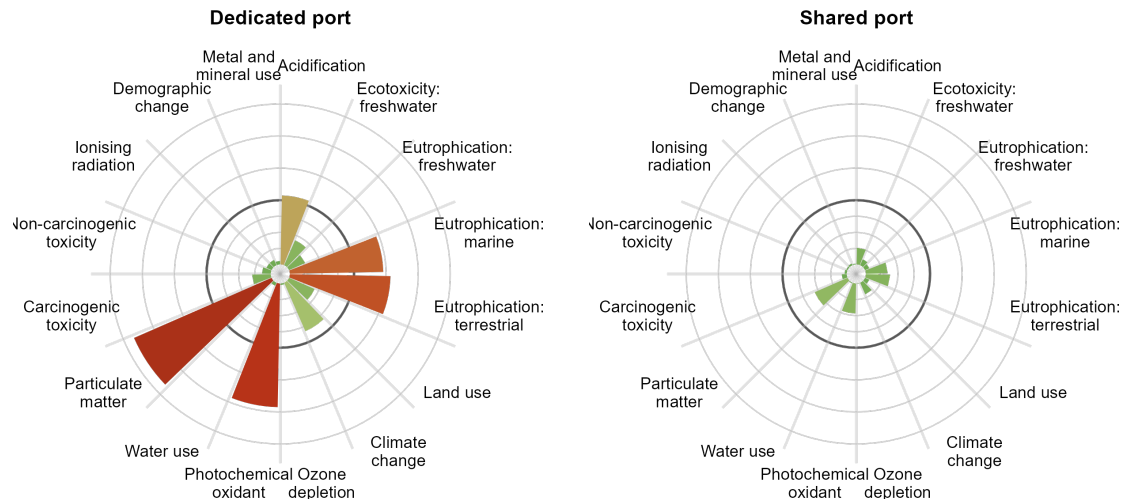 Dedicated port
Metal and
mineral use
Acidification
Demographic
change
Ecotoxicity:
freshwater
Ionising
radiation
Eutrophication:
freshwater
Non-carcinogenic
toxicity
Eutrophication:
marine
Carcinogenic
toxicity
Eutrophication:
terrestrial
Particulate
matter
Land use
Water use
Climate
change
Photochemical
oxidant
Ozone
depletion
Shared port
Metal and
mineral use
Acidification
Demographic
change
Ecotoxicity:
freshwater
Ionising
radiation
Eutrophication:
freshwater
Non-carcinogenic
toxicity
Eutrophication:
marine
Carcinogenic
toxicity
Eutrophication:
terrestrial
Particulate
matter
Land use
Water use
Climate
change
Photochemical
oxidant
Ozone
depletion